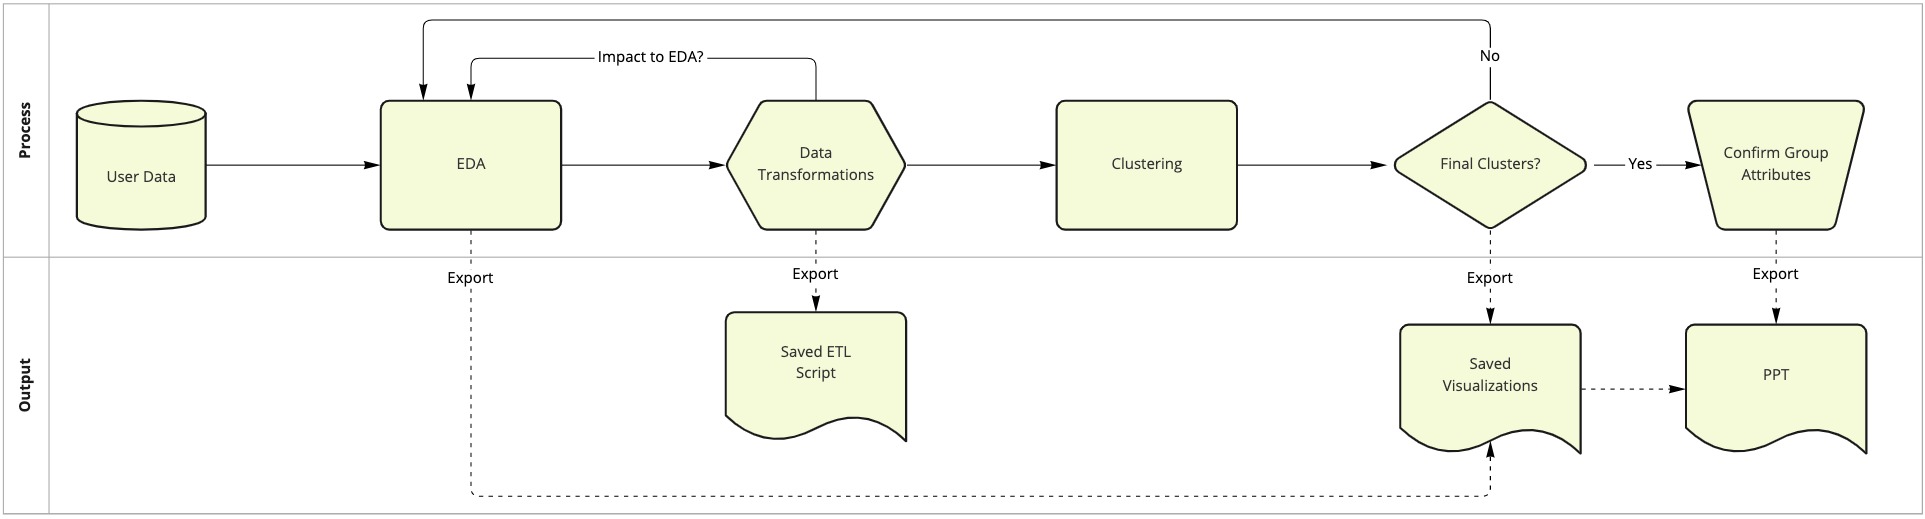 Process
No
Impact to EDA?
User Data
EDA
Data
Transformations
Clustering
Final Clusters?
Yes
Confirm Group
Attributes
Output
Export
Export
Export
Export
Saved ETL
Script
Saved
Visualizations
PPT